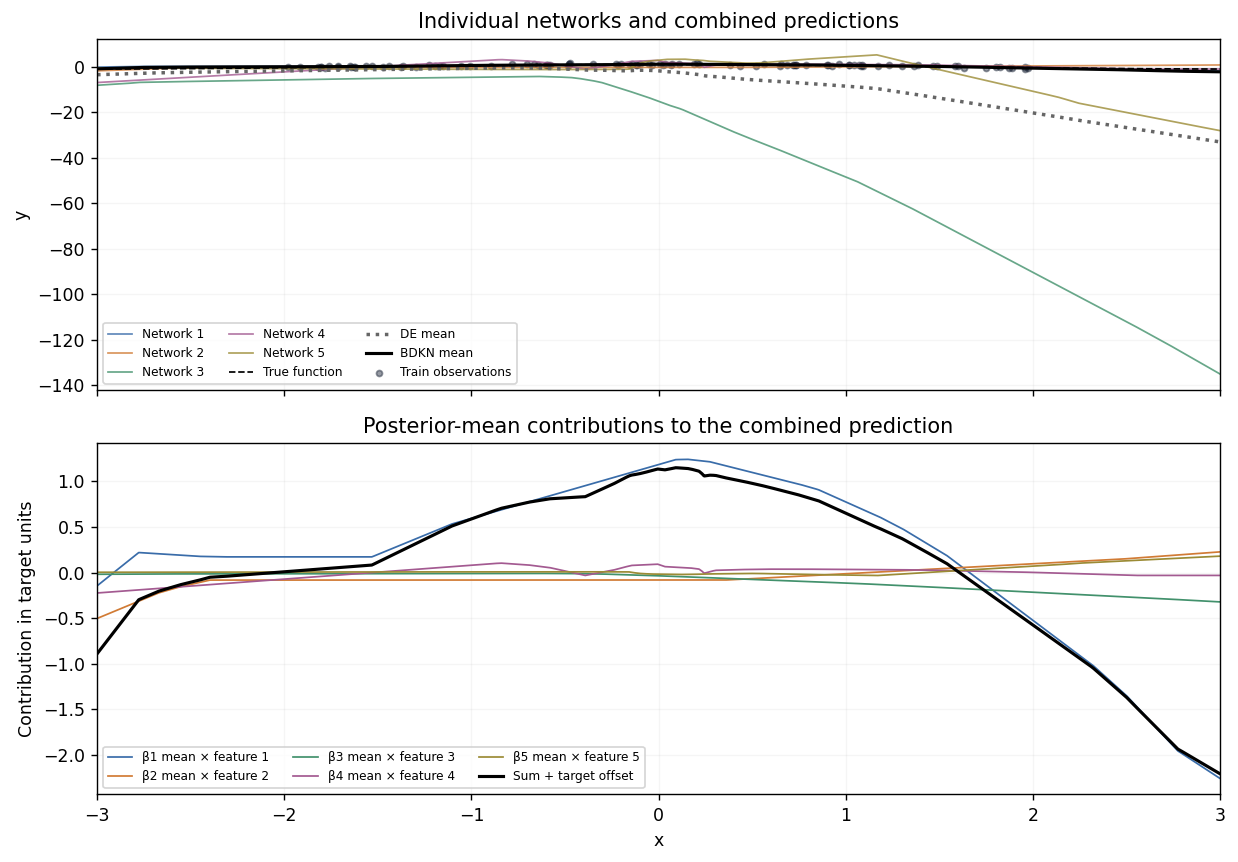 Individual networks and combined predictions
0
−20
−40
−60
−80
−100
−120
−140
y
Network 1 Network 4 DE mean
Network 2 Network 5 BDKN mean
Network 3 True function Train observations
Posterior-mean contributions to the combined prediction
1.0
0.5
0.0
−0.5
−1.0
−1.5
−2.0
Contribution in target units
β1 mean × feature 1 β3 mean × feature 3 β5 mean × feature 5
β2 mean × feature 2 β4 mean × feature 4 Sum + target offset
−3 −2 −1 0 1 2 3
x